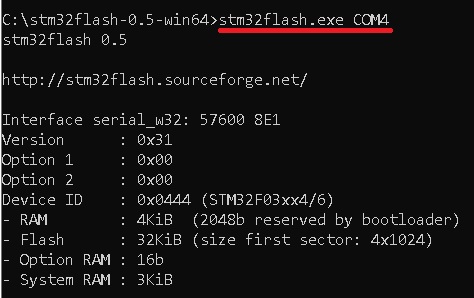 C:\stm32flash-0.5-win64>stm32flash.exe COM4
stm32flash 0.5
http://stm32flash.sourceforge.net/
Interface serial_w32: 57600 8E1
Version : 0x31
Option 1 : 0x00
Option 2 : 0x00
Device ID : 0x0444 (STM32F03xx4/6)
- RAM : 4KiB (2048b reserved by bootloader)
- Flash : 32KiB (size first sector: 4x1024)
- Option RAM : 16b
- System RAM : 3KiB